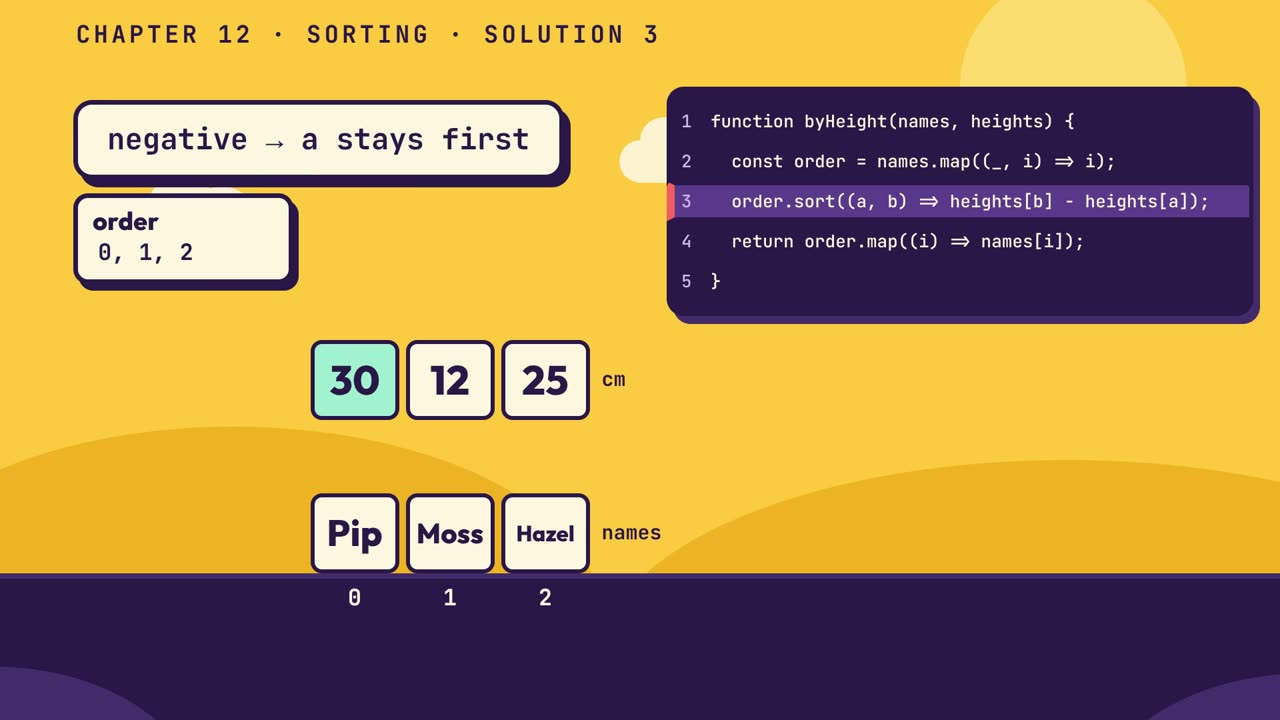 CHAPTER 12 · SORTING · SOLUTION 3
negative → a stays first
order
0, 1, 2
1 function byHeight(names, heights) {
2 const order = names.map((_, i) => i);
3 order.sort((a, b) => heights[b] - heights[a]);
4 return order.map((i) => names[i]);
5 }
30 12 25 cm
Pip Moss Hazel names
0 1 2